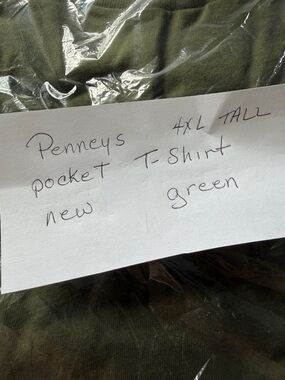 Penneys 4XL TALL
pocket T-Shirt
new green